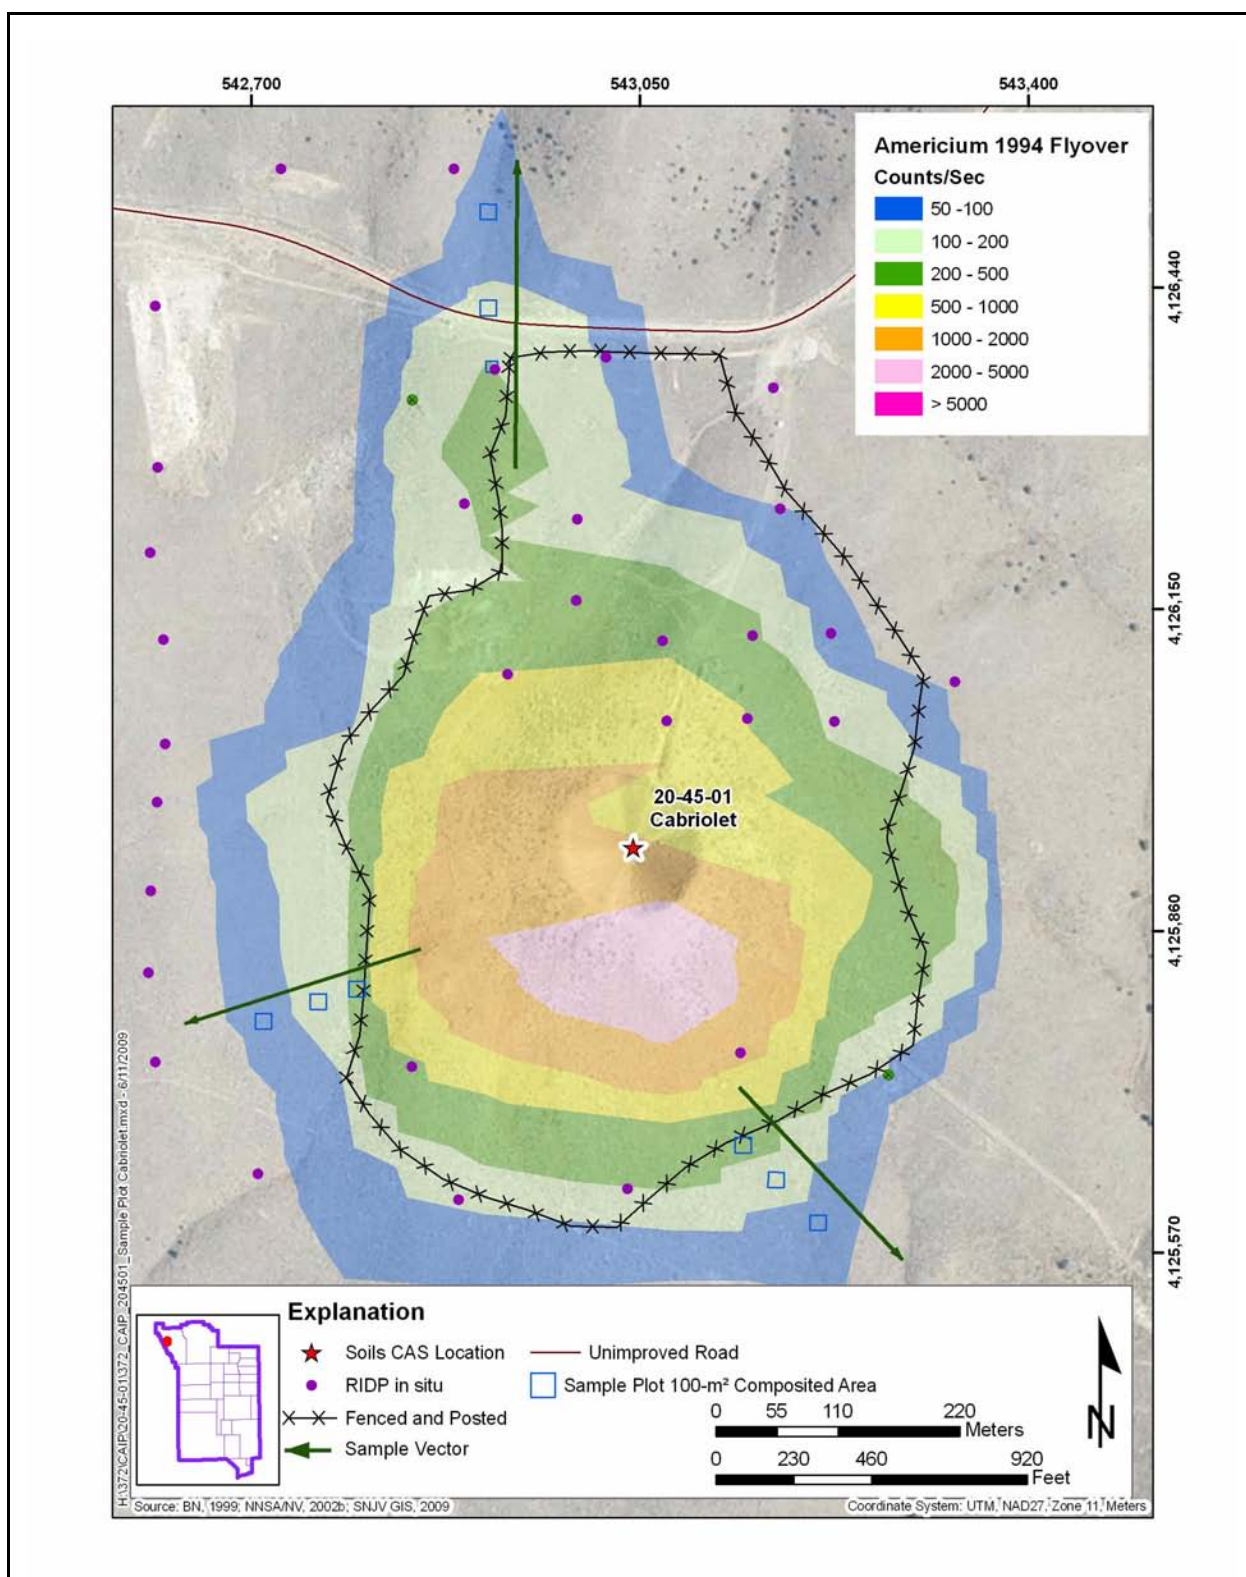 542,700
543,050
543,400
Americium 1994 Flyover
Counts/Sec
50 -100
100 - 200
200 - 500
500 - 1000
1000 - 2000
2000 - 5000
> 5000
4,126,440
4,126,150
20-45-01
Cabriolet
4,125,860
4,125,570
H:\372\CAIP\20-45-01\372_CAIP_204501_Sample Plot Cabriolet.mxd - 6/11/2009
Explanation
Soils CAS Location
Unimproved Road
RIDP in situ
Sample Plot 100-m² Composited Area
Fenced and Posted
Sample Vector
0 55 110 220
Meters
0 230 460 920
Feet
N
Source: BN, 1999; NNSA/NV, 2002b; SNJV GIS, 2009
Coordinate System: UTM, NAD27, Zone 11, Meters